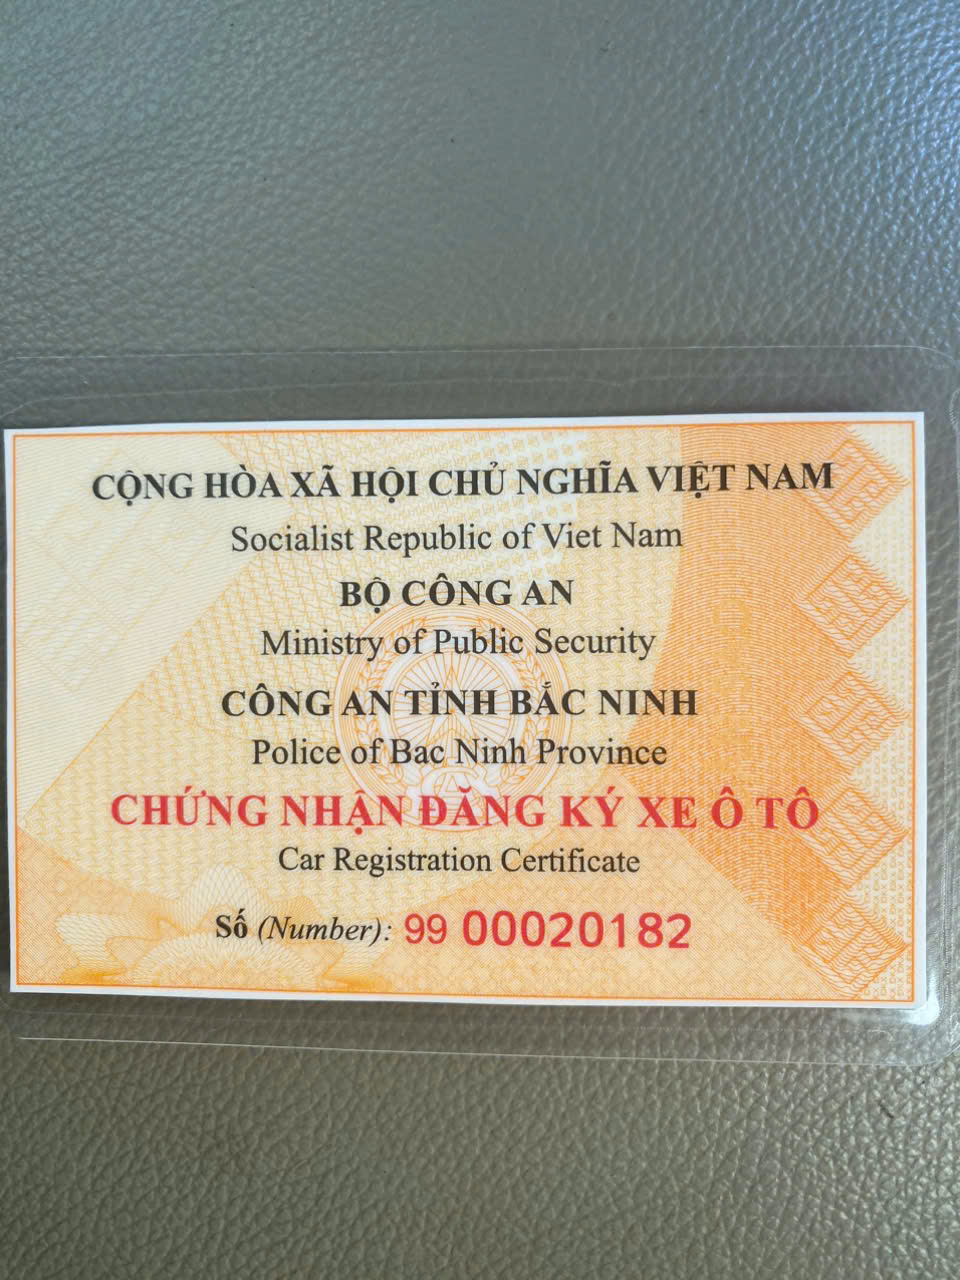 CỘNG HÒA XÃ HỘI CHỦ NGHĨA VIỆT NAM
Socialist Republic of Viet Nam
BỘ CÔNG AN
Ministry of Public Security
CÔNG AN TỈNH BẮC NINH
Police of Bac Ninh Province
CHỨNG NHẬN ĐĂNG KÝ XE Ô TÔ
Car Registration Certificate
Số (Number): 99 00020182